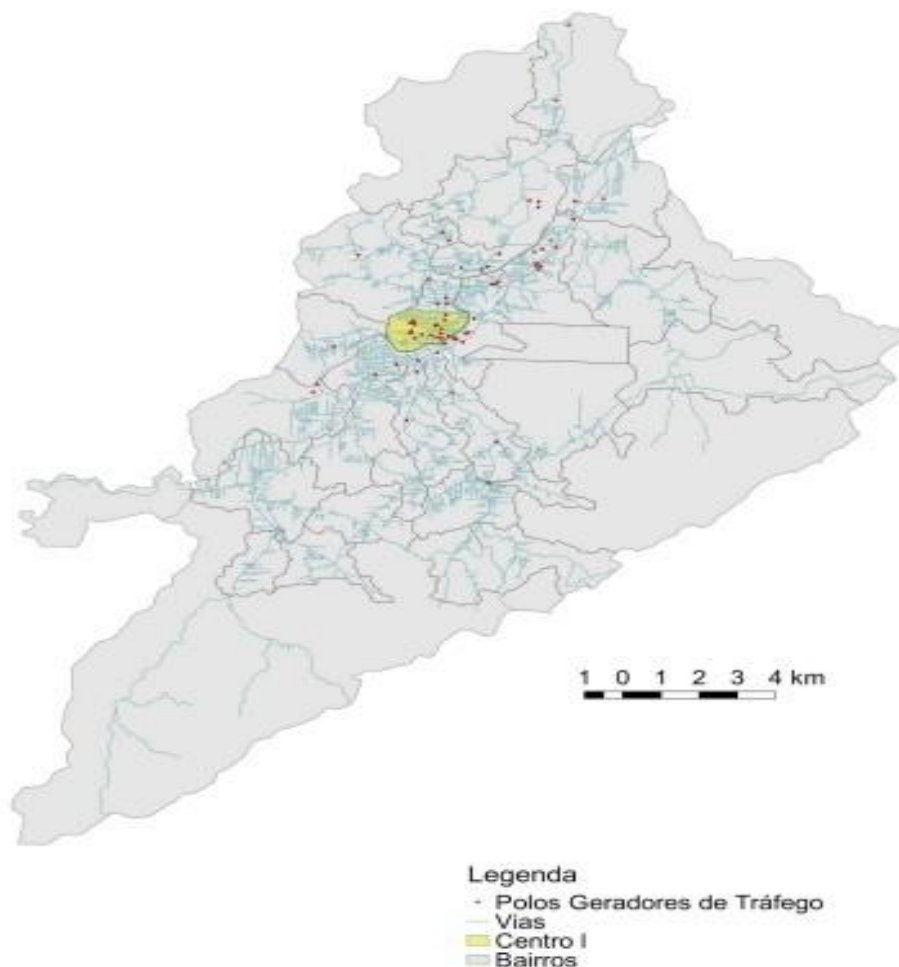 1 0 1 2 3 4 km
Legenda
Polos Geradores de Tráfego
Vias
Centro I
Bairros